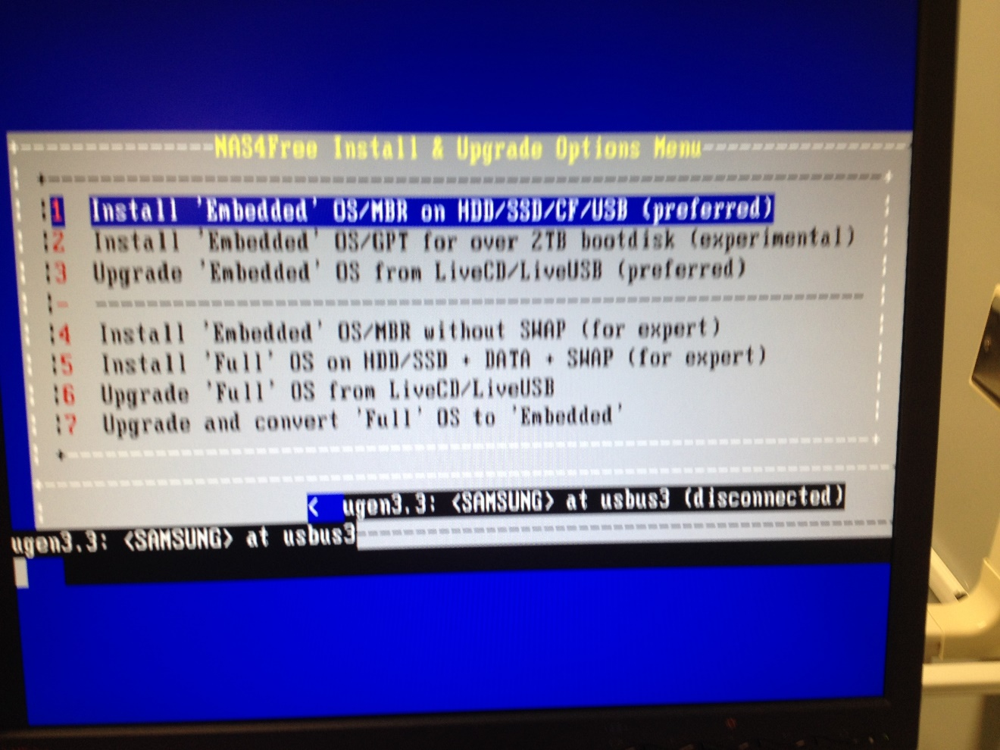 NAS4Free Install & Upgrade Options Menu
1 Install 'Embedded' OS/MBR on HDD/SSD/CF/USB (preferred)
2 Install 'Embedded' OS/GPT for over 2TB bootdisk (experimental)
3 Upgrade 'Embedded' OS from LiveCD/LiveUSB (preferred)
-
4 Install 'Embedded' OS/MBR without SWAP (for expert)
5 Install 'Full' OS on HDD/SSD + DATA + SWAP (for expert)
6 Upgrade 'Full' OS from LiveCD/LiveUSB
7 Upgrade and convert 'Full' OS to 'Embedded'
< ugen3.3: <SAMSUNG> at usbus3 (disconnected)
ugen3.3: <SAMSUNG> at usbus3